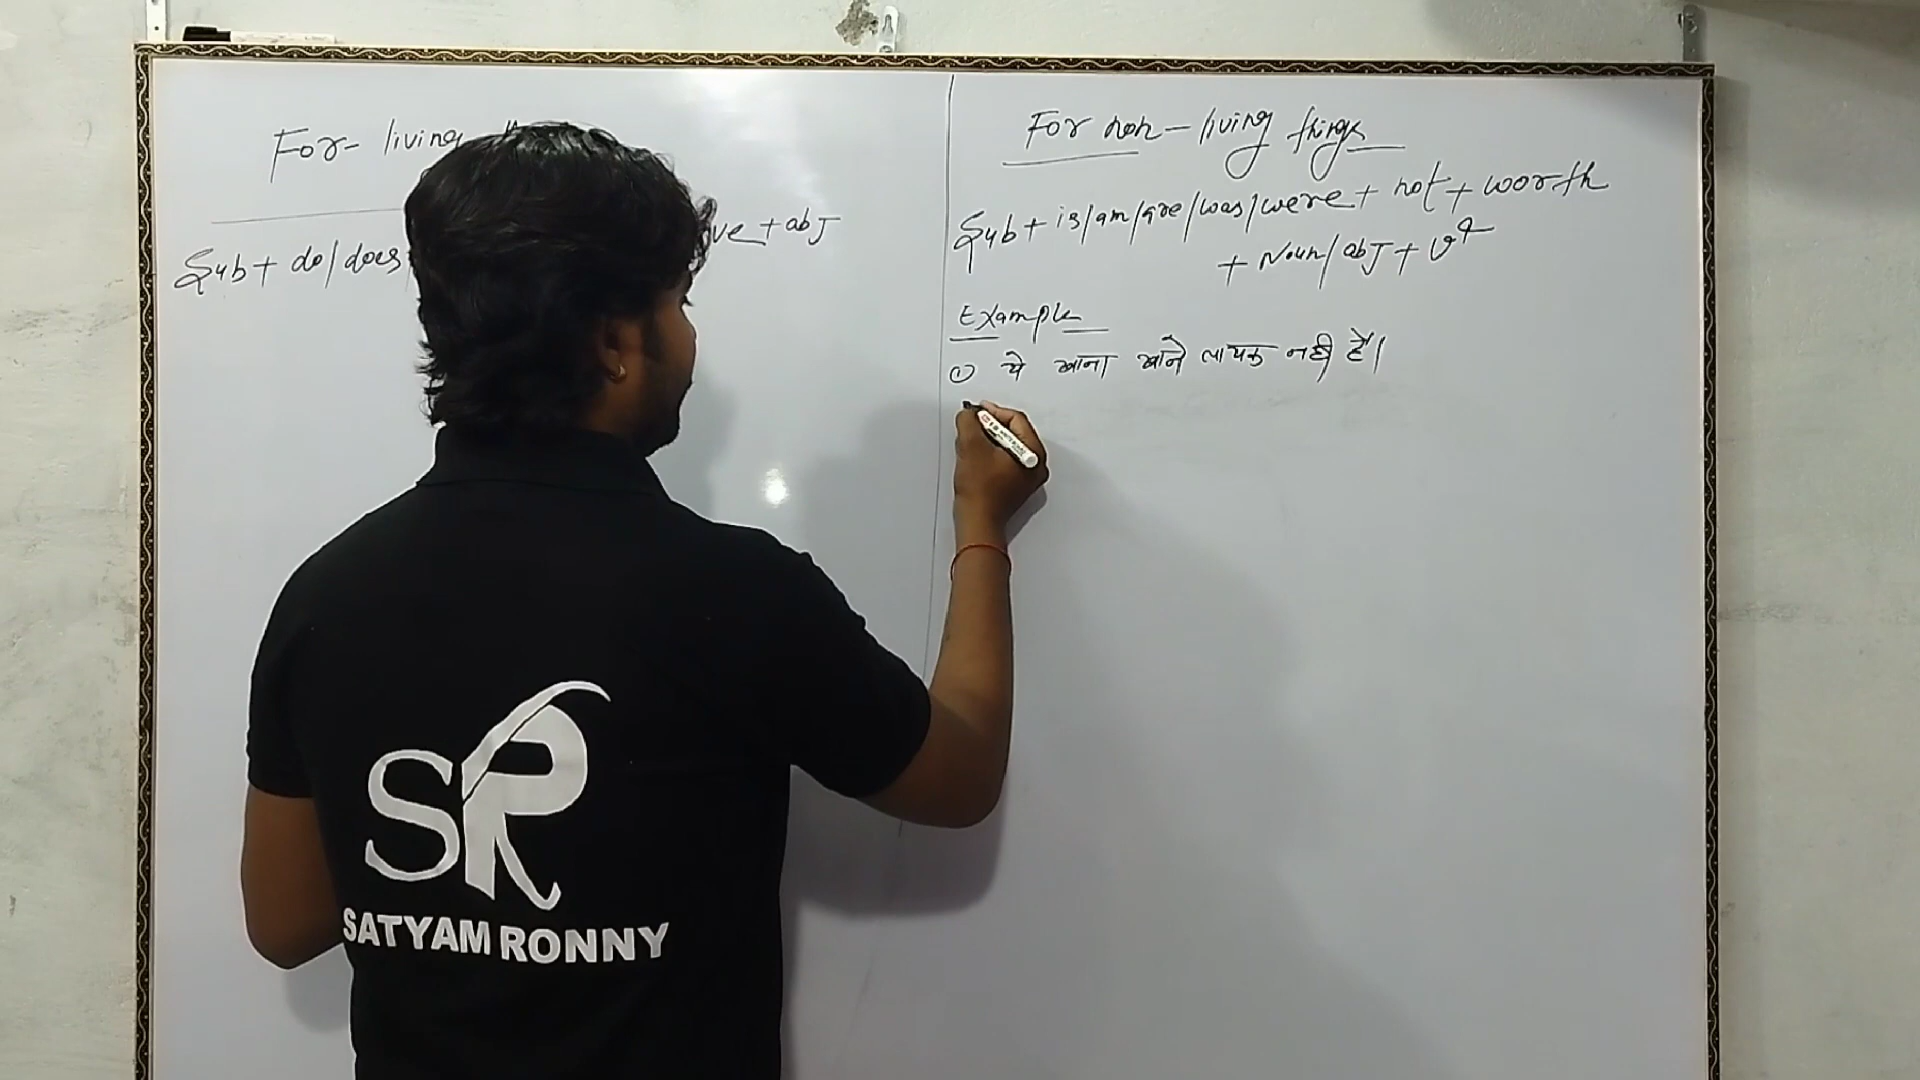 For- living
Sub + do/does
ve + abJ
For non-living things
Sub + is/am/are/was/were + not + worth
+ Noun/abJ + v4
Example
① ये खाना खाने लायक नही है।
SR
SATYAM RONNY